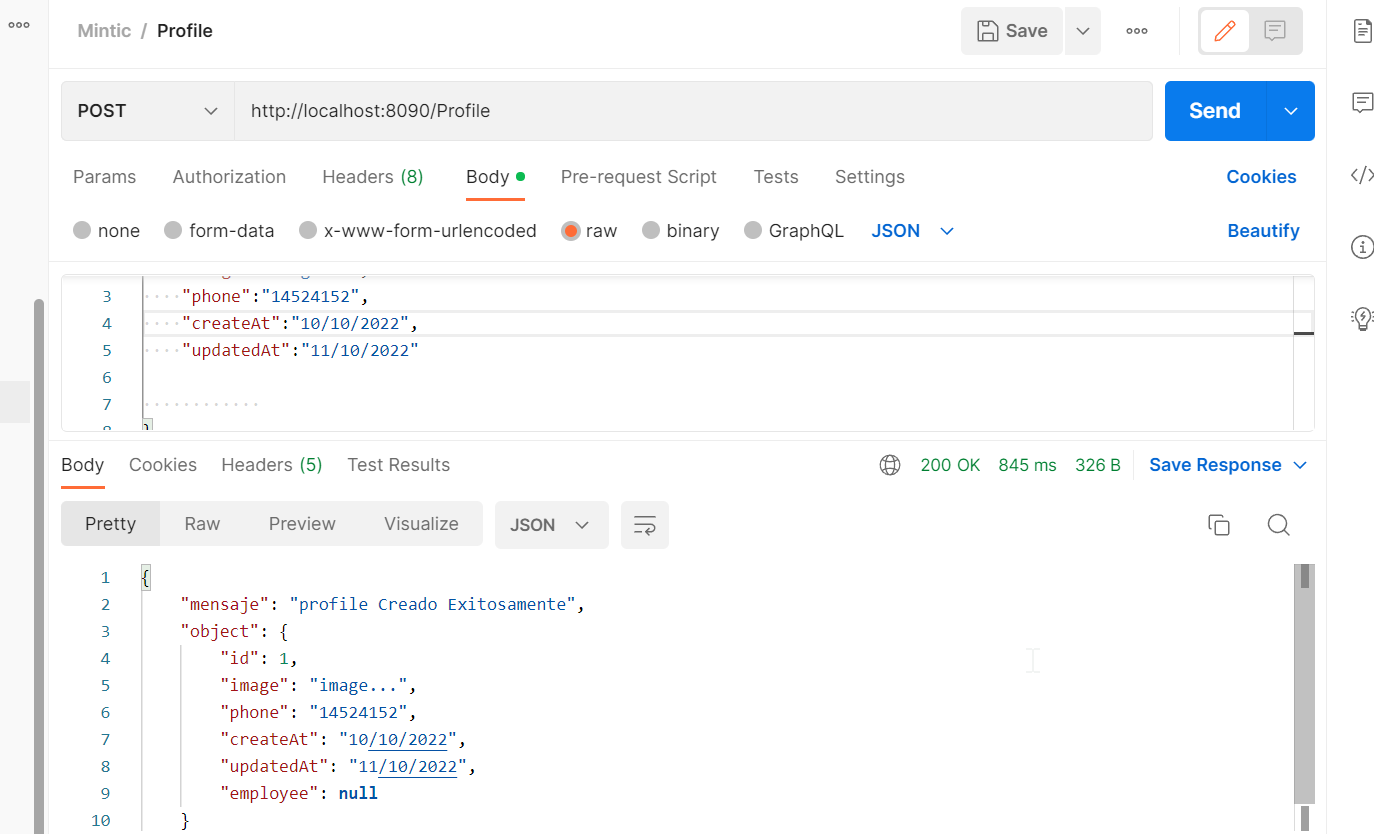 Mintic / Profile
Save
POST
http://localhost:8090/Profile
Send
Params Authorization Headers (8) Body Pre-request Script Tests Settings Cookies
none form-data x-www-form-urlencoded raw binary GraphQL JSON Beautify
3 "phone":"14524152",
4 "createAt":"10/10/2022",
5 "updatedAt":"11/10/2022"
6
7
8 }
Body Cookies Headers (5) Test Results 200 OK 845 ms 326 B Save Response
Pretty Raw Preview Visualize JSON
1 {
2 "mensaje": "profile Creado Exitosamente",
3 "object": {
4 "id": 1,
5 "image": "image...",
6 "phone": "14524152",
7 "createAt": "10/10/2022",
8 "updatedAt": "11/10/2022",
9 "employee": null
10 }